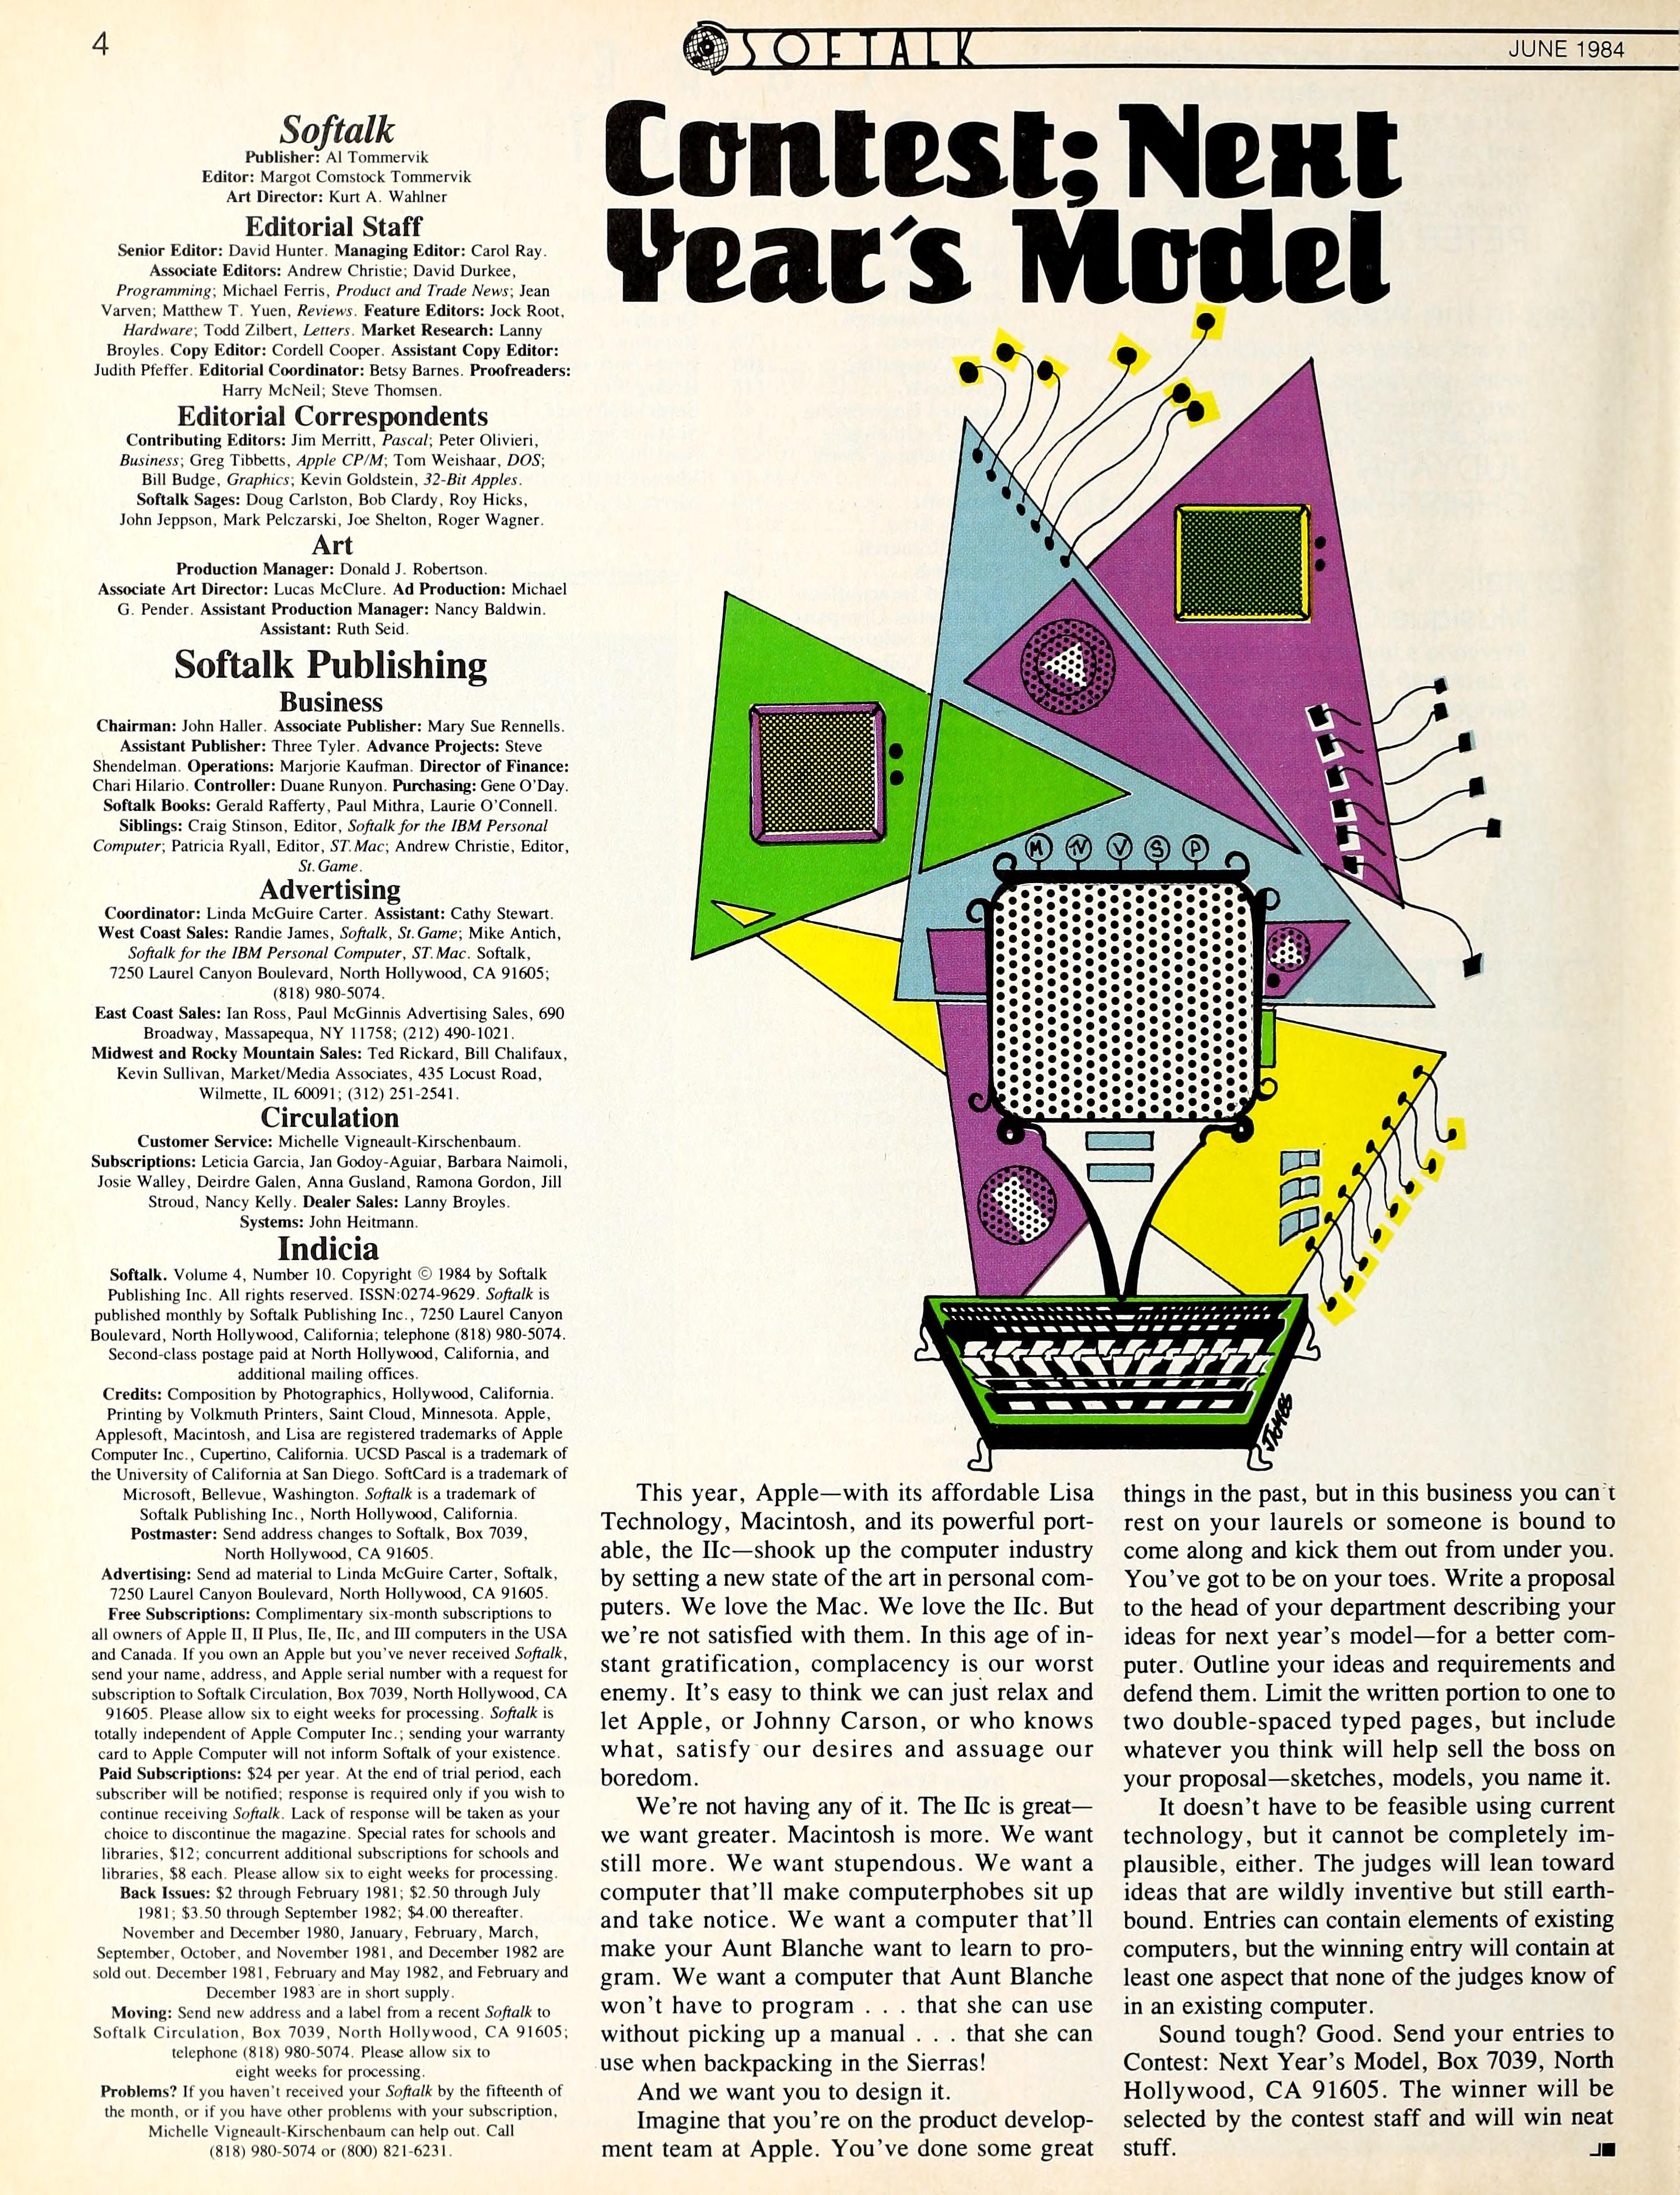 4
SOFTALK
JUNE 1984
Softalk
Publisher: Al Tommervik
Editor: Margot Comstock Tommervik
Art Director: Kurt A. Wahlner
Editorial Staff
Senior Editor: David Hunter. Managing Editor: Carol Ray.
Associate Editors: Andrew Christie; David Durkee,
Programming; Michael Ferris, Product and Trade News; Jean
Varven; Matthew T. Yuen, Reviews. Feature Editors: Jock Root,
Hardware; Todd Zilbert, Letters. Market Research: Lanny
Broyles. Copy Editor: Cordell Cooper. Assistant Copy Editor:
Judith Pfeffer. Editorial Coordinator: Betsy Barnes. Proofreaders:
Harry McNeil; Steve Thomsen.
Editorial Correspondents
Contributing Editors: Jim Merritt, Pascal; Peter Olivieri,
Business; Greg Tibbetts, Apple CP/M; Tom Weishaar, DOS;
Bill Budge, Graphics; Kevin Goldstein, 32-Bit Apples.
Softalk Sages: Doug Carlston, Bob Clardy, Roy Hicks,
John Jeppson, Mark Pelczarski, Joe Shelton, Roger Wagner.
Art
Production Manager: Donald J. Robertson.
Associate Art Director: Lucas McClure. Ad Production: Michael
G. Pender. Assistant Production Manager: Nancy Baldwin.
Assistant: Ruth Seid.
Softalk Publishing
Business
Chairman: John Haller. Associate Publisher: Mary Sue Rennells.
Assistant Publisher: Three Tyler. Advance Projects: Steve
Shendelman. Operations: Marjorie Kaufman. Director of Finance:
Chari Hilario. Controller: Duane Runyon. Purchasing: Gene O'Day.
Softalk Books: Gerald Rafferty, Paul Mithra, Laurie O'Connell.
Siblings: Craig Stinson, Editor, Softalk for the IBM Personal
Computer; Patricia Ryall, Editor, ST.Mac; Andrew Christie, Editor,
St.Game.
Advertising
Coordinator: Linda McGuire Carter. Assistant: Cathy Stewart.
West Coast Sales: Randie James, Softalk, St.Game; Mike Antich,
Softalk for the IBM Personal Computer, ST.Mac. Softalk,
7250 Laurel Canyon Boulevard, North Hollywood, CA 91605;
(818) 980-5074.
East Coast Sales: Ian Ross, Paul McGinnis Advertising Sales, 690
Broadway, Massapequa, NY 11758; (212) 490-1021.
Midwest and Rocky Mountain Sales: Ted Rickard, Bill Chalifaux,
Kevin Sullivan, Market/Media Associates, 435 Locust Road,
Wilmette, IL 60091; (312) 251-2541.
Circulation
Customer Service: Michelle Vigneault-Kirschenbaum.
Subscriptions: Leticia Garcia, Jan Godoy-Aguiar, Barbara Naimoli,
Josie Walley, Deirdre Galen, Anna Gusland, Ramona Gordon, Jill
Stroud, Nancy Kelly. Dealer Sales: Lanny Broyles.
Systems: John Heitmann.
Indicia
Softalk. Volume 4, Number 10. Copyright © 1984 by Softalk
Publishing Inc. All rights reserved. ISSN:0274-9629. Softalk is
published monthly by Softalk Publishing Inc., 7250 Laurel Canyon
Boulevard, North Hollywood, California; telephone (818) 980-5074.
Second-class postage paid at North Hollywood, California, and
additional mailing offices.
Credits: Composition by Photographics, Hollywood, California.
Printing by Volkmuth Printers, Saint Cloud, Minnesota. Apple,
Applesoft, Macintosh, and Lisa are registered trademarks of Apple
Computer Inc., Cupertino, California. UCSD Pascal is a trademark of
the University of California at San Diego. SoftCard is a trademark of
Microsoft, Bellevue, Washington. Softalk is a trademark of
Softalk Publishing Inc., North Hollywood, California.
Postmaster: Send address changes to Softalk, Box 7039,
North Hollywood, CA 91605.
Advertising: Send ad material to Linda McGuire Carter, Softalk,
7250 Laurel Canyon Boulevard, North Hollywood, CA 91605.
Free Subscriptions: Complimentary six-month subscriptions to
all owners of Apple II, II Plus, IIe, IIc, and III computers in the USA
and Canada. If you own an Apple but you've never received Softalk,
send your name, address, and Apple serial number with a request for
subscription to Softalk Circulation, Box 7039, North Hollywood, CA
91605. Please allow six to eight weeks for processing. Softalk is
totally independent of Apple Computer Inc.; sending your warranty
card to Apple Computer will not inform Softalk of your existence.
Paid Subscriptions: $24 per year. At the end of trial period, each
subscriber will be notified; response is required only if you wish to
continue receiving Softalk. Lack of response will be taken as your
choice to discontinue the magazine. Special rates for schools and
libraries, $12; concurrent additional subscriptions for schools and
libraries, $8 each. Please allow six to eight weeks for processing.
Back Issues: $2 through February 1981; $2.50 through July
1981; $3.50 through September 1982; $4.00 thereafter.
November and December 1980, January, February, March,
September, October, and November 1981, and December 1982 are
sold out. December 1981, February and May 1982, and February and
December 1983 are in short supply.
Moving: Send new address and a label from a recent Softalk to
Softalk Circulation, Box 7039, North Hollywood, CA 91605;
telephone (818) 980-5074. Please allow six to
eight weeks for processing.
Problems? If you haven't received your Softalk by the fifteenth of
the month, or if you have other problems with your subscription,
Michelle Vigneault-Kirschenbaum can help out. Call
(818) 980-5074 or (800) 821-6231.
Contest; Next
Year's Model
M N V S P
JAMES
This year, Apple—with its affordable Lisa
Technology, Macintosh, and its powerful port-
able, the IIc—shook up the computer industry
by setting a new state of the art in personal com-
puters. We love the Mac. We love the IIc. But
we're not satisfied with them. In this age of in-
stant gratification, complacency is our worst
enemy. It's easy to think we can just relax and
let Apple, or Johnny Carson, or who knows
what, satisfy our desires and assuage our
boredom.
We're not having any of it. The IIc is great—
we want greater. Macintosh is more. We want
still more. We want stupendous. We want a
computer that'll make computerphobes sit up
and take notice. We want a computer that'll
make your Aunt Blanche want to learn to pro-
gram. We want a computer that Aunt Blanche
won't have to program . . . that she can use
without picking up a manual . . . that she can
use when backpacking in the Sierras!
And we want you to design it.
Imagine that you're on the product develop-
ment team at Apple. You've done some great
things in the past, but in this business you can't
rest on your laurels or someone is bound to
come along and kick them out from under you.
You've got to be on your toes. Write a proposal
to the head of your department describing your
ideas for next year's model—for a better com-
puter. Outline your ideas and requirements and
defend them. Limit the written portion to one to
two double-spaced typed pages, but include
whatever you think will help sell the boss on
your proposal—sketches, models, you name it.
It doesn't have to be feasible using current
technology, but it cannot be completely im-
plausible, either. The judges will lean toward
ideas that are wildly inventive but still earth-
bound. Entries can contain elements of existing
computers, but the winning entry will contain at
least one aspect that none of the judges know of
in an existing computer.
Sound tough? Good. Send your entries to
Contest: Next Year's Model, Box 7039, North
Hollywood, CA 91605. The winner will be
selected by the contest staff and will win neat
stuff.